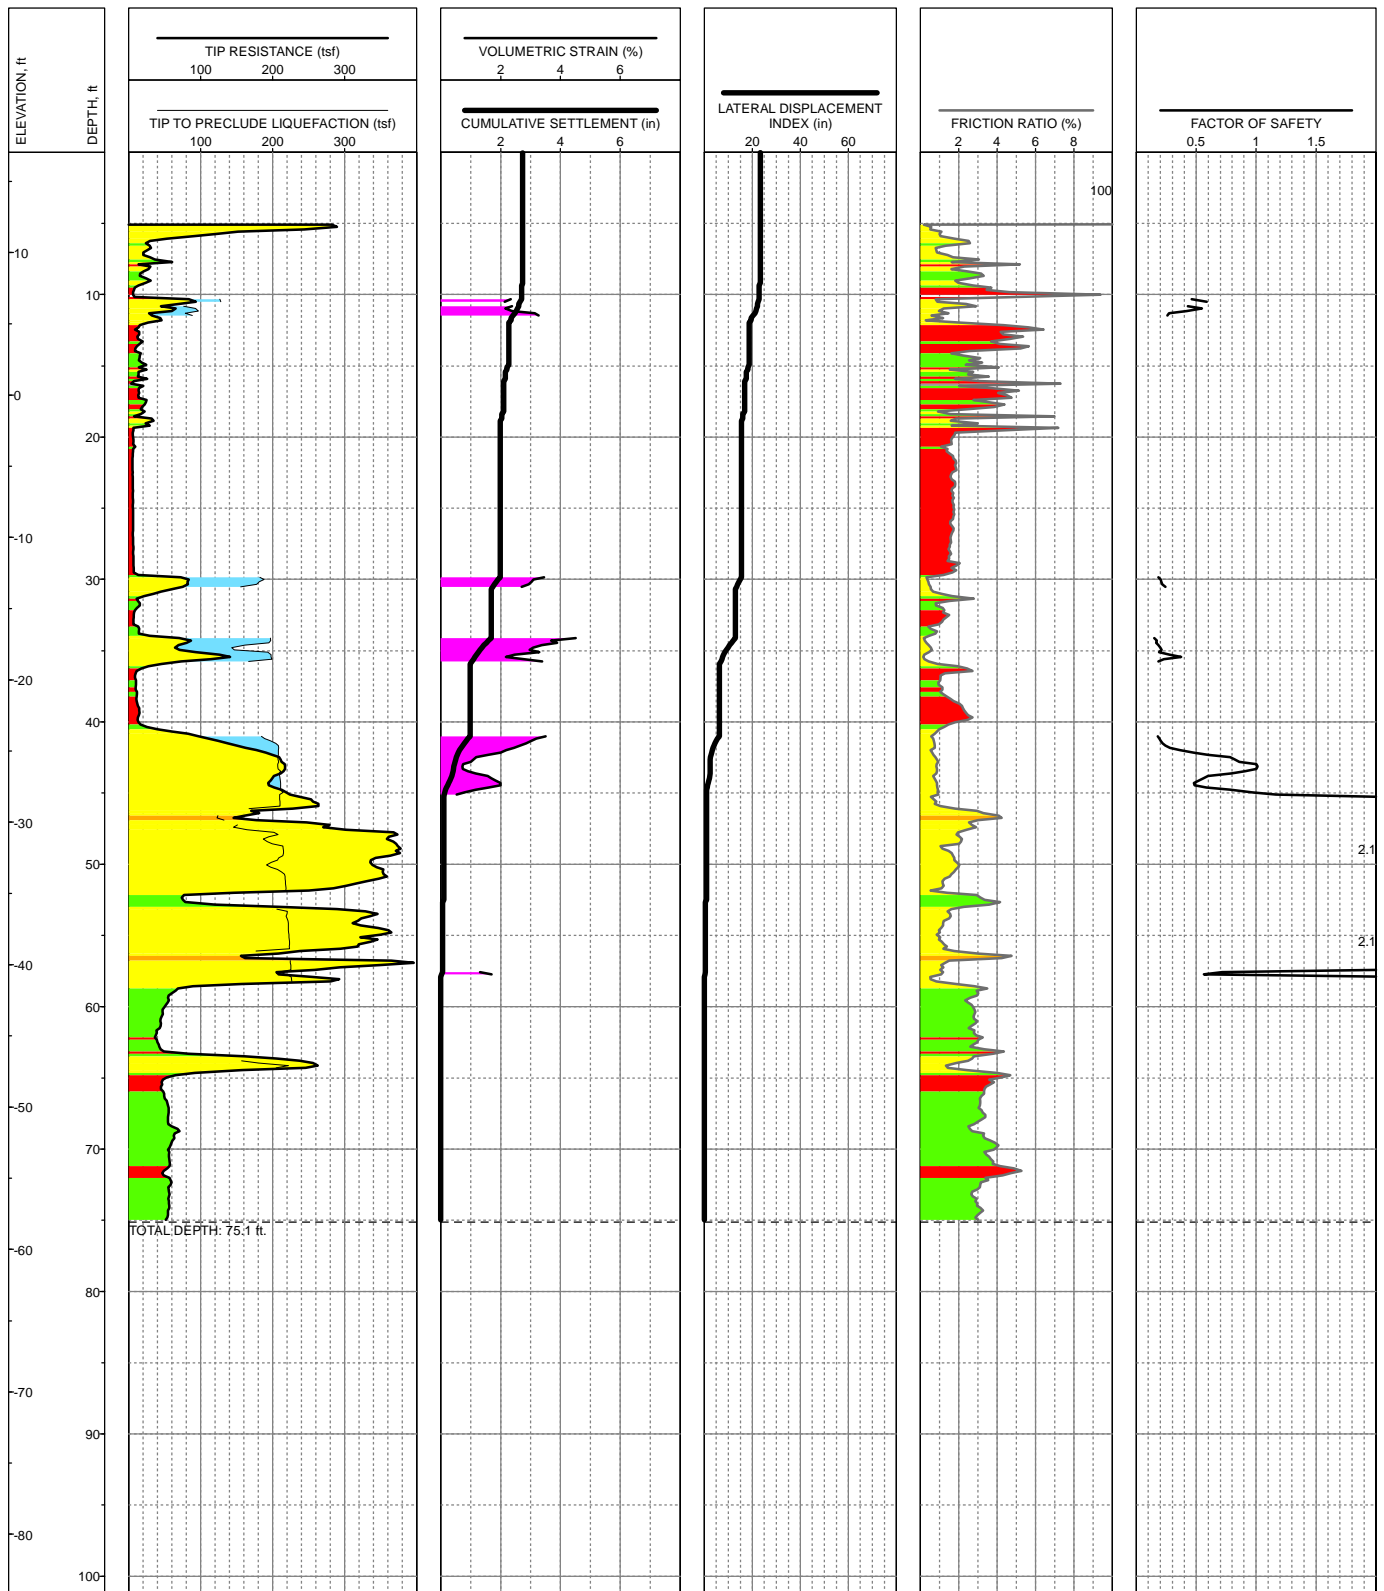 ELEVATION, ft
DEPTH, ft
TIP RESISTANCE (tsf)
100 200 300
TIP TO PRECLUDE LIQUEFACTION (tsf)
100 200 300
VOLUMETRIC STRAIN (%)
2 4 6
CUMULATIVE SETTLEMENT (in)
2 4 6
LATERAL DISPLACEMENT
INDEX (in)
20 40 60
FRICTION RATIO (%)
2 4 6 8
FACTOR OF SAFETY
0.5 1 1.5
100
10
10
0
20
-10
30
-20
40
-30
2.1
50
2.1
-40
60
-50
70
TOTAL DEPTH: 75.1 ft.
-60
80
-70
90
-80
100